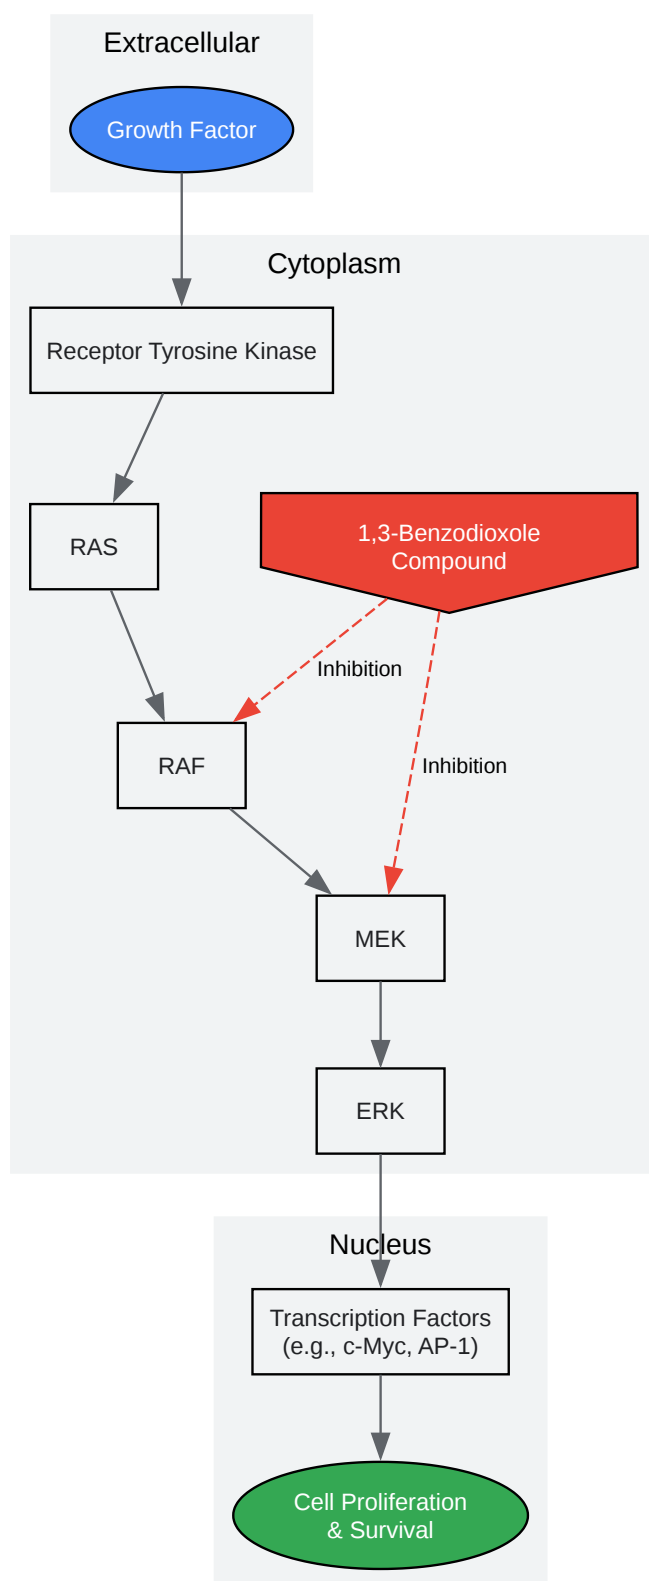 Extracellular
Growth Factor
Cytoplasm
Receptor Tyrosine Kinase
RAS
1,3-Benzodioxole
Compound
Inhibition
RAF
Inhibition
MEK
ERK
Nucleus
Transcription Factors
(e.g., c-Myc, AP-1)
Cell Proliferation
& Survival